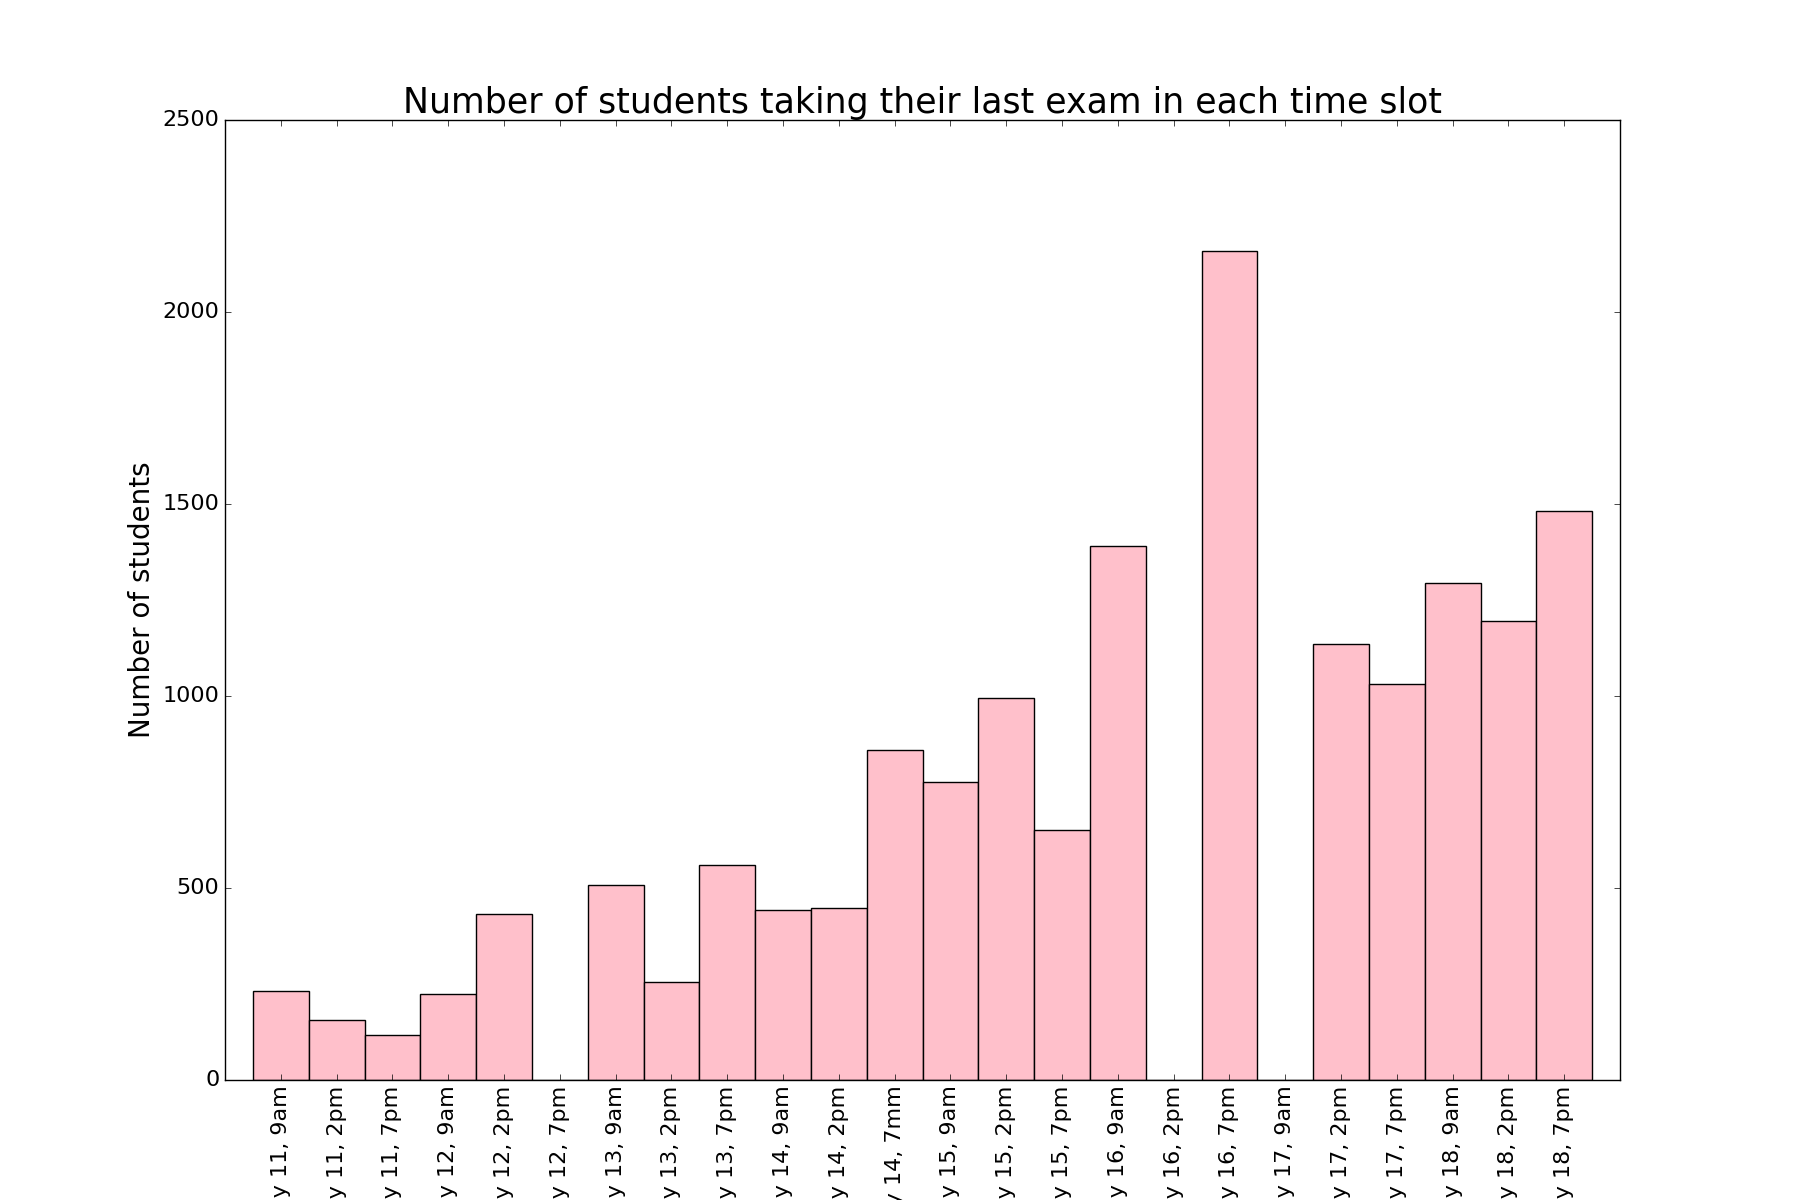 Number of students taking their last exam in each time slot
2500
2000
1500
1000
500
0
Number of students
y 11, 9am
y 11, 2pm
y 11, 7pm
y 12, 9am
y 12, 2pm
y 12, 7pm
y 13, 9am
y 13, 2pm
y 13, 7pm
y 14, 9am
y 14, 2pm
y 14, 7mm
y 15, 9am
y 15, 2pm
y 15, 7pm
y 16, 9am
y 16, 2pm
y 16, 7pm
y 17, 9am
y 17, 2pm
y 17, 7pm
y 18, 9am
y 18, 2pm
y 18, 7pm